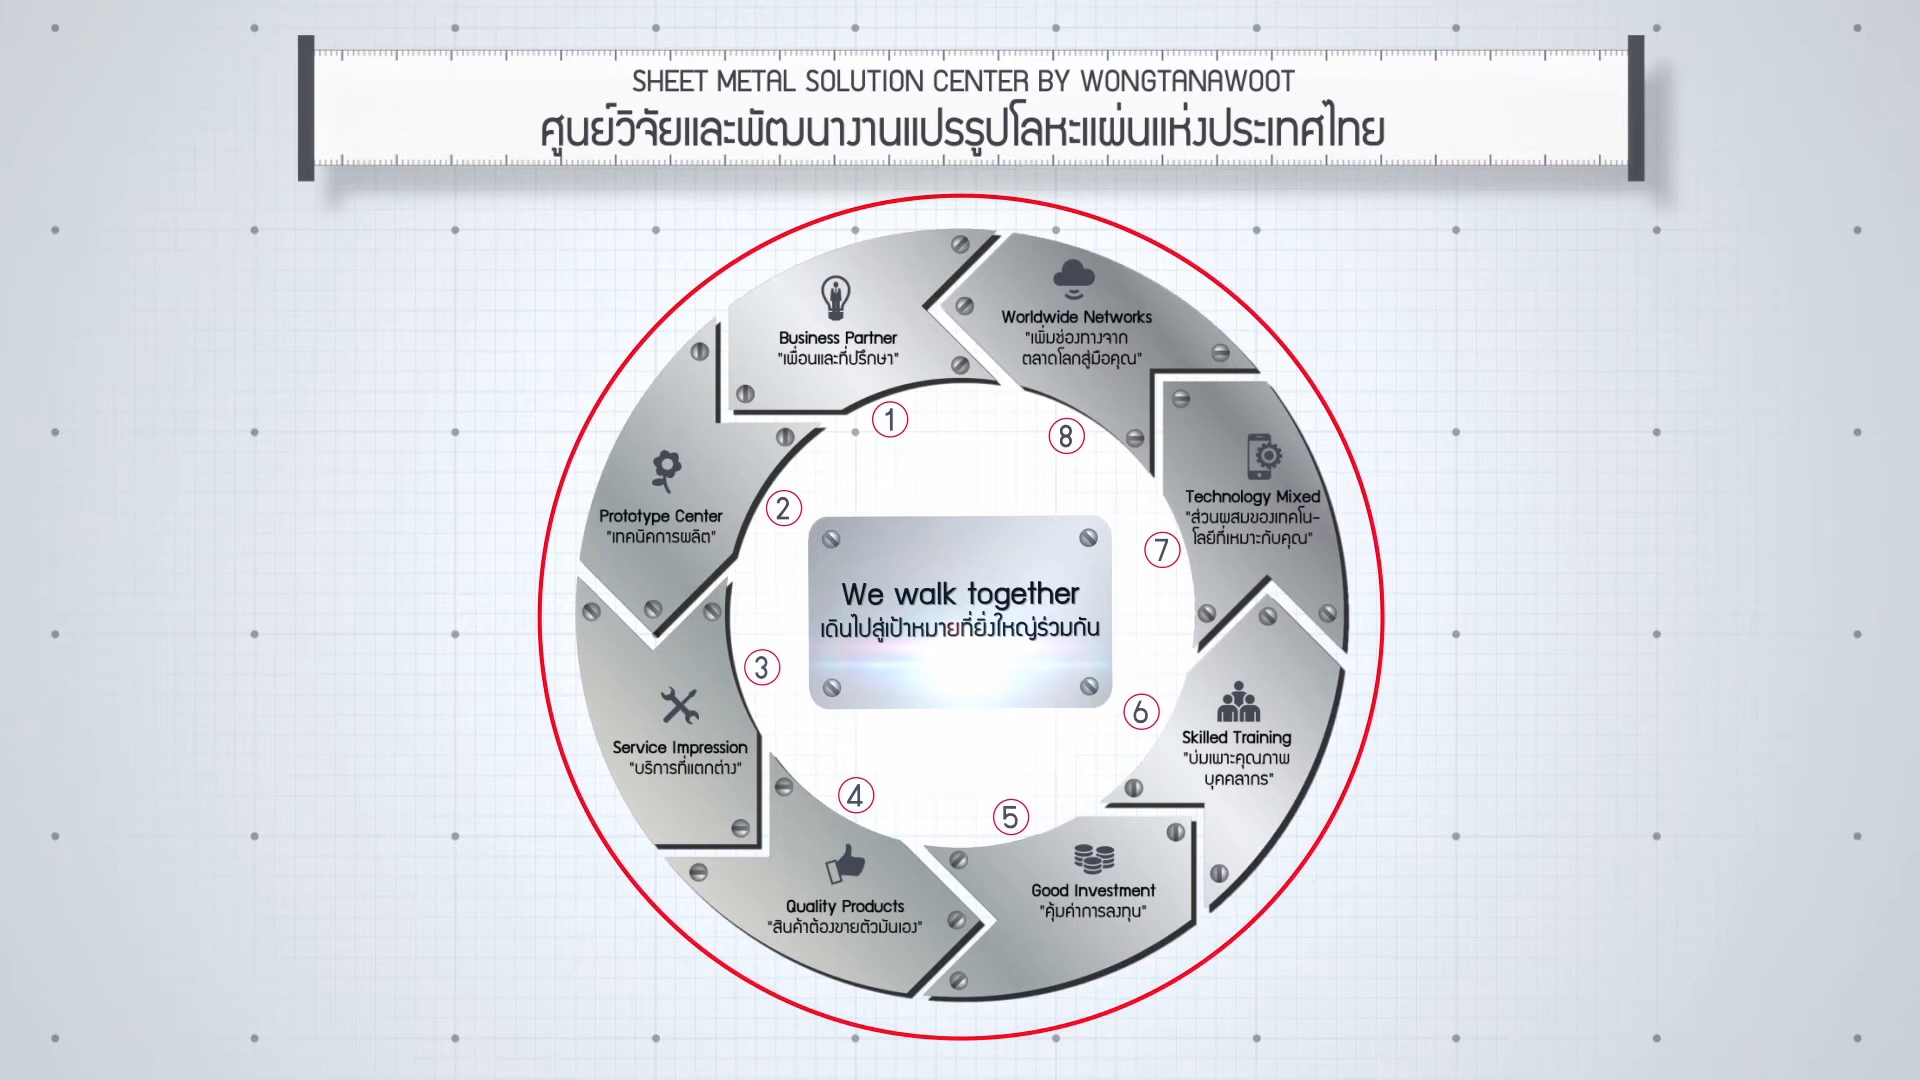 SHEET METAL SOLUTION CENTER BY WONGTANAWOOT
ศูนย์วิจัยและพัฒนางานแปรรูปโลหะแผ่นแห่งประเทศไทย
Business Partner
"เพื่อนและที่ปรึกษา"
1
Prototype Center
"เทคนิคการผลิต"
2
Service Impression
"บริการที่แตกต่าง"
3
Quality Products
"สินค้าต้องขายตัวมันเอง"
4
Good Investment
"คุ้มค่าการลงทุน"
5
Skilled Training
"บ่มเพาะคุณภาพ
บุคคลากร"
6
Technology Mixed
"ส่วนผสมของเทคโน-
โลยีที่เหมาะกับคุณ"
7
Worldwide Networks
"เพิ่มช่องทางจาก
ตลาดโลกสู่มือคุณ"
8
We walk together
เดินไปสู่เป้าหมายที่ยิ่งใหญ่ร่วมกัน